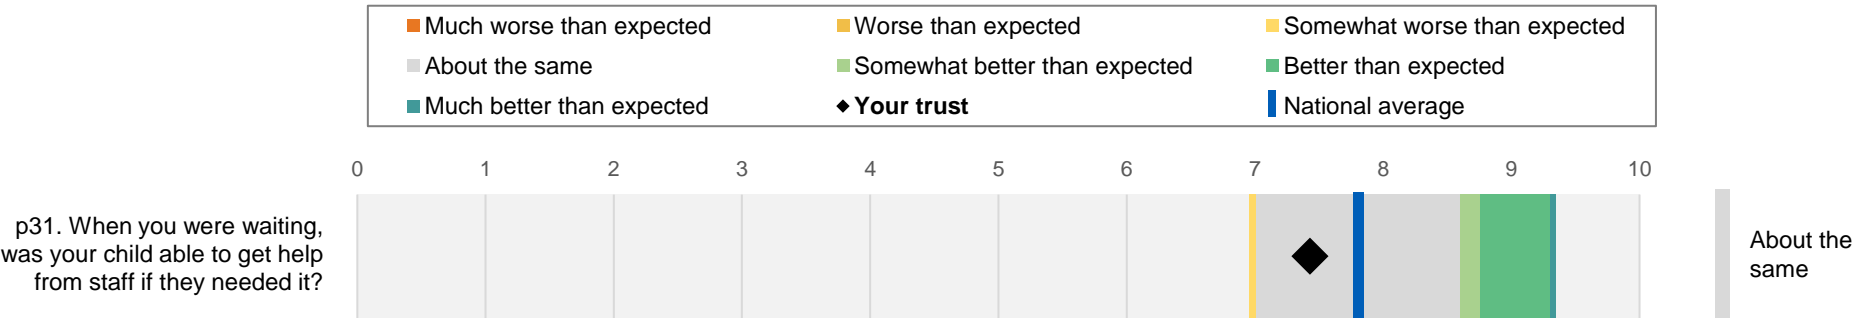 Much worse than expected
Worse than expected
Somewhat worse than expected
About the same
Somewhat better than expected
Better than expected
Much better than expected
Your trust
National average
0 1 2 3 4 5 6 7 8 9 10
p31. When you were waiting,
was your child able to get help
from staff if they needed it?
About the
same